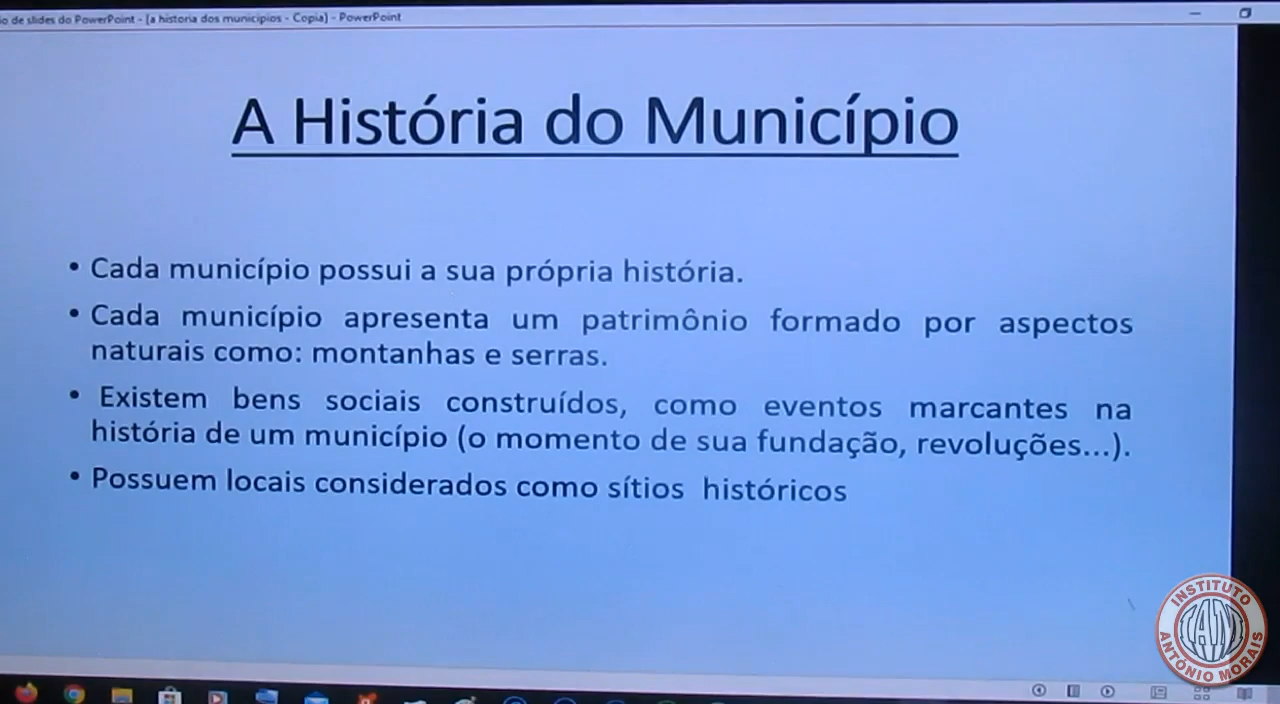 o de slides do PowerPoint - [a historia dos municipios - Copia] - PowerPoint
A História do Município
• Cada município possui a sua própria história.
• Cada município apresenta um patrimônio formado por aspectos
naturais como: montanhas e serras.
• Existem bens sociais construídos, como eventos marcantes na
história de um município (o momento de sua fundação, revoluções...).
• Possuem locais considerados como sítios históricos
INSTITUTO
IAM
ANTÔNIO MORAIS